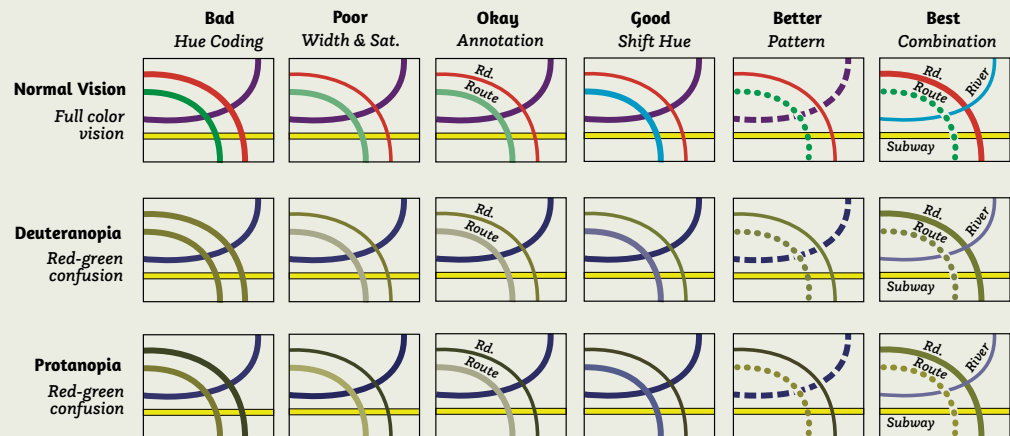 Bad
Hue Coding
Poor
Width & Sat.
Okay
Annotation
Good
Shift Hue
Better
Pattern
Best
Combination
Normal Vision
Full color
vision
Rd.
Route
Rd.
Route
River
Subway
Deuteranopia
Red-green
confusion
Rd.
Route
Rd.
Route
River
Subway
Protanopia
Red-green
confusion
Rd.
Route
Rd.
Route
River
Subway